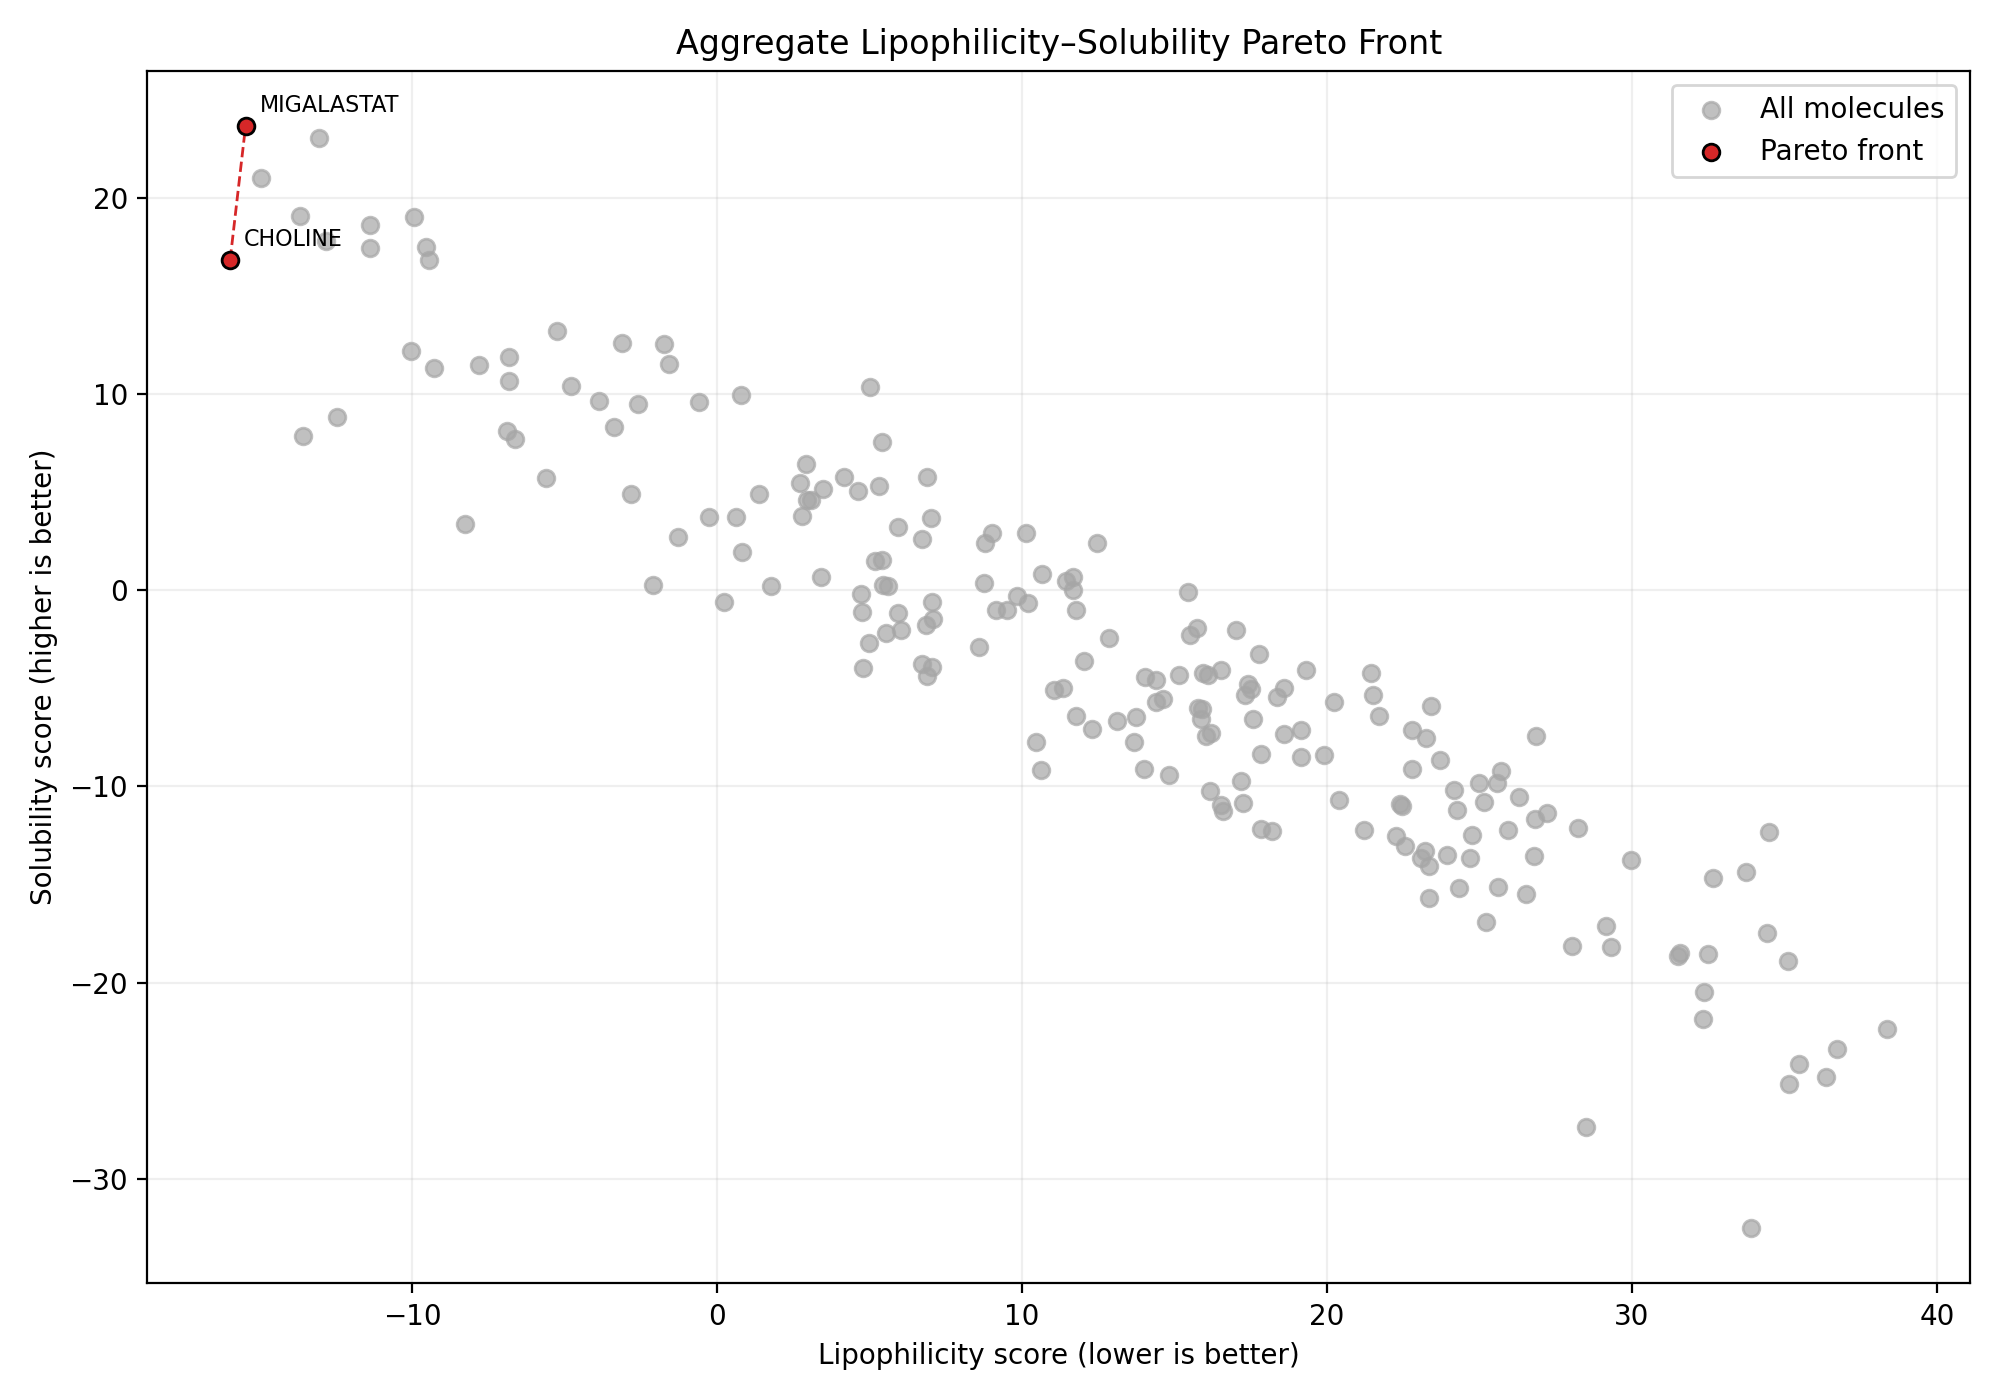 Aggregate Lipophilicity–Solubility Pareto Front
MIGALASTAT
CHOLINE
All molecules
Pareto front
Solubility score (higher is better)
20
10
0
−10
−20
−30
−10
0
10
20
30
40
Lipophilicity score (lower is better)